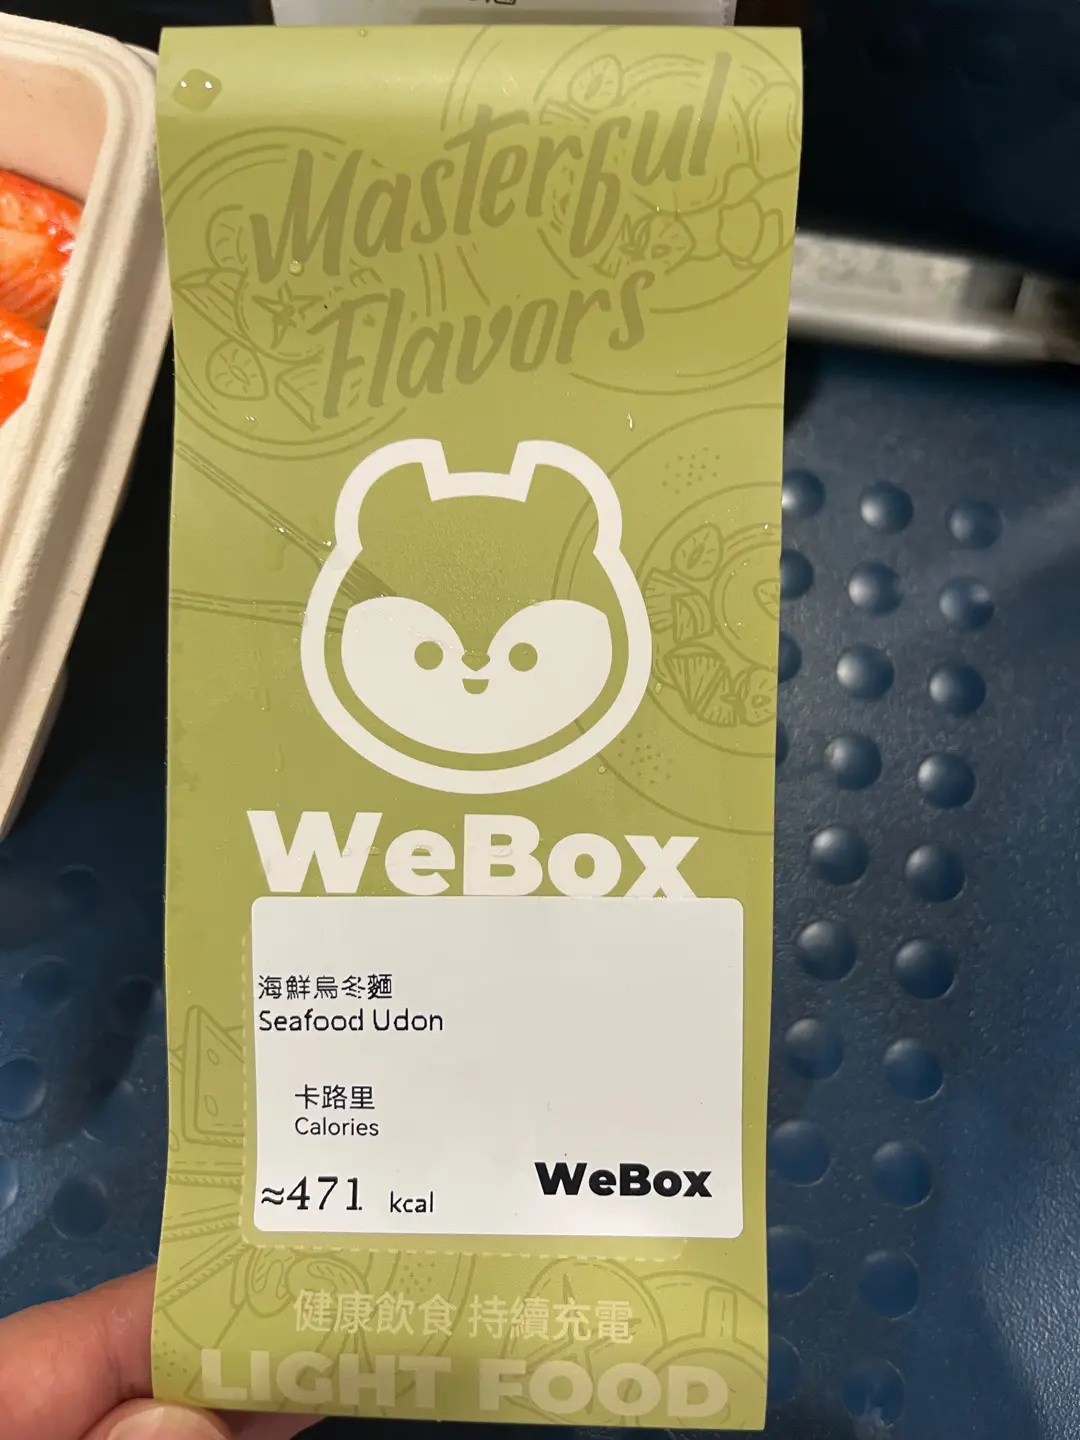 Masterful
Flavors
WeBox
海鮮烏冬麵
Seafood Udon
卡路里
Calories
≈471 kcal
WeBox
健康飲食 持續充電
LIGHT FOOD